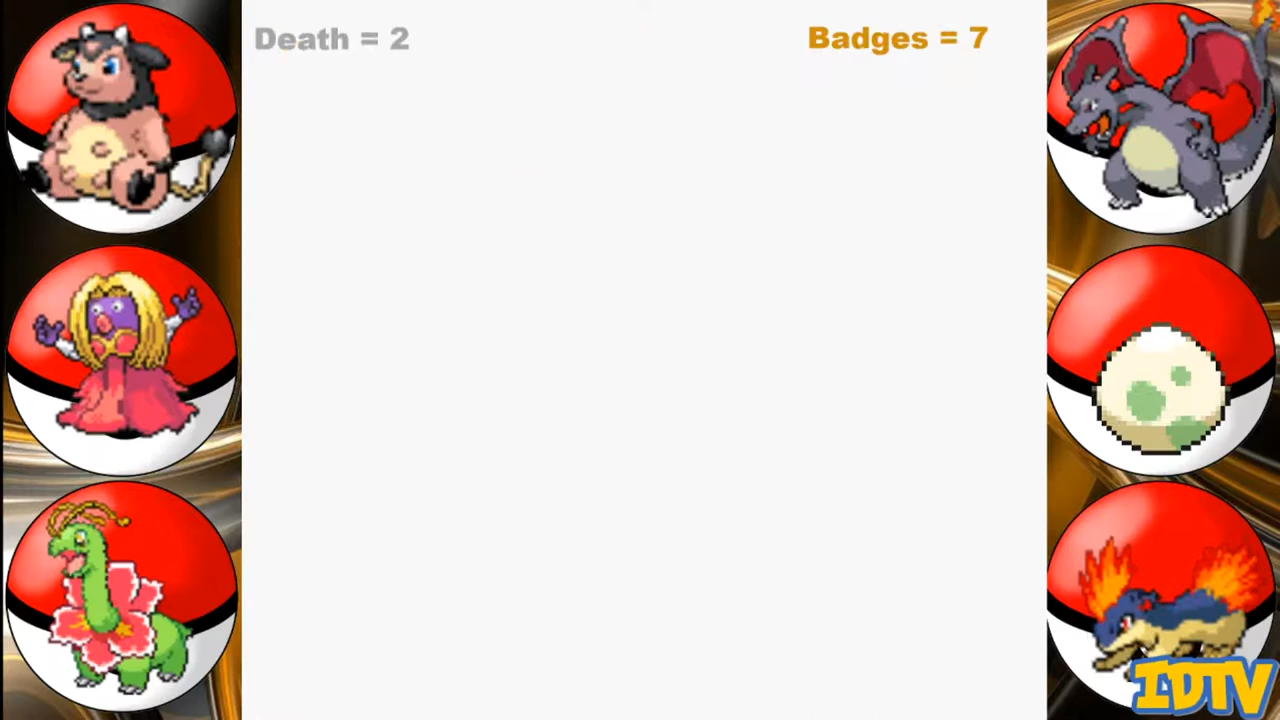 Death = 2
Badges = 7
IDTV